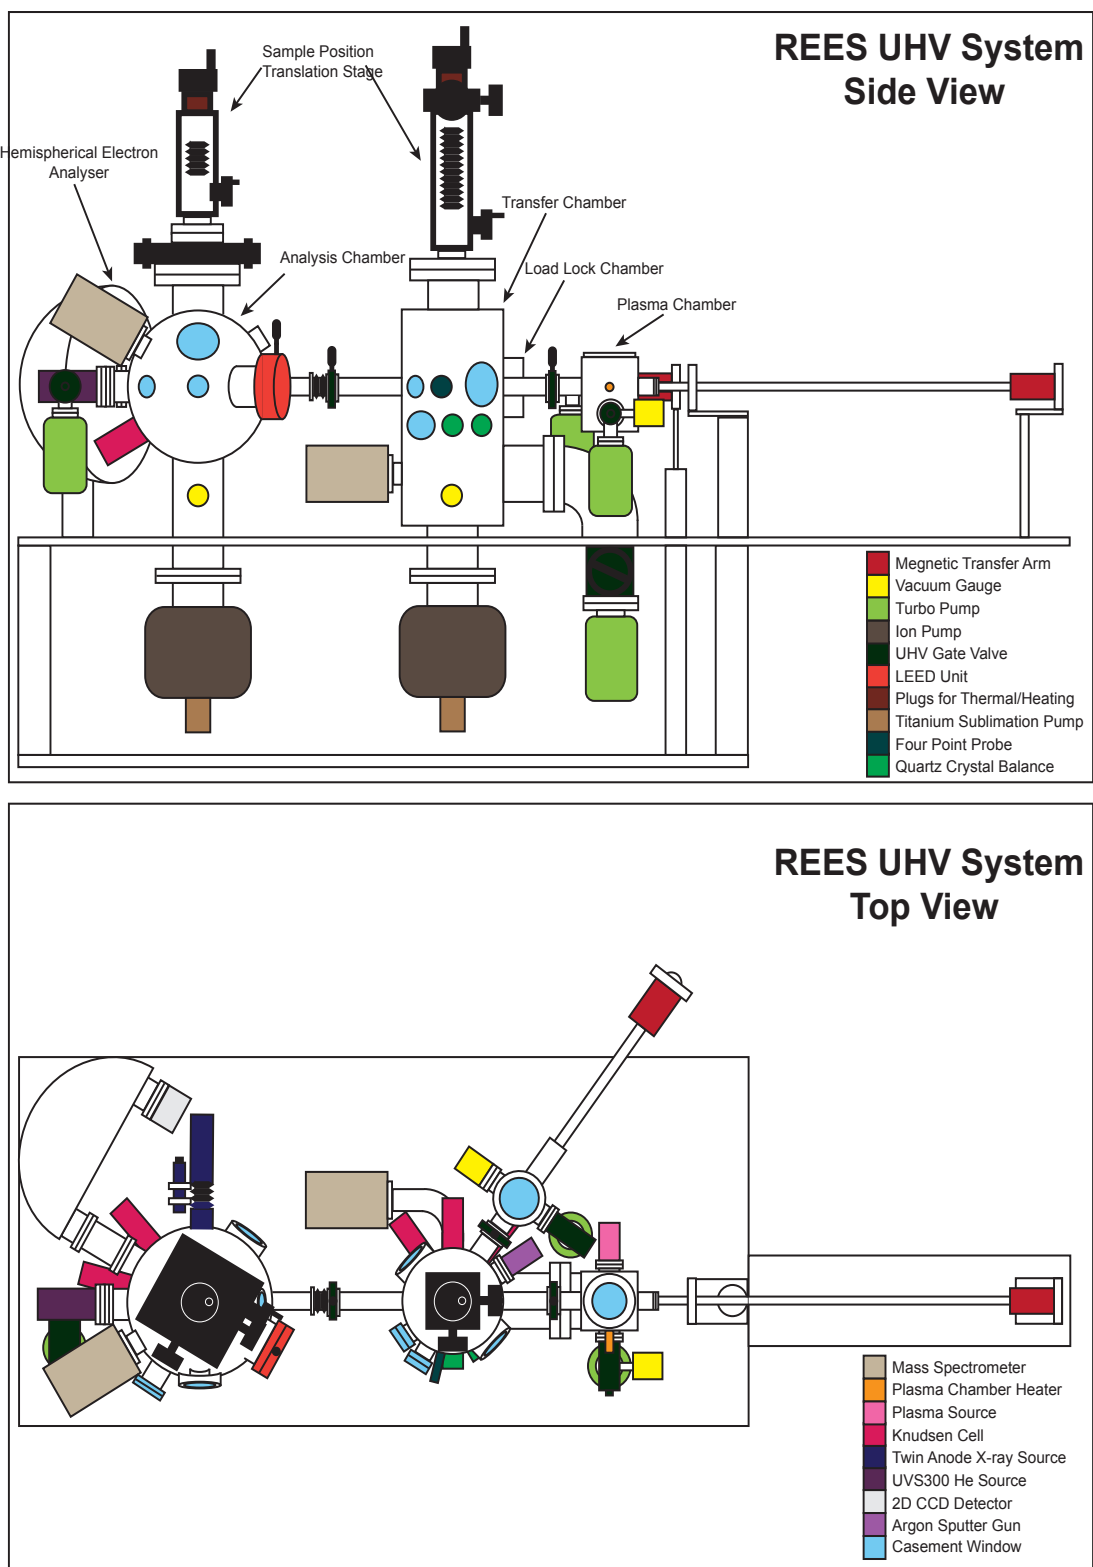 REES UHV System
Side View
Sample Position
Translation Stage
Hemispherical Electron
Analyser
Transfer Chamber
Analysis Chamber
Load Lock Chamber
Plasma Chamber
Megnetic Transfer Arm
Vacuum Gauge
Turbo Pump
Ion Pump
UHV Gate Valve
LEED Unit
Plugs for Thermal/Heating
Titanium Sublimation Pump
Four Point Probe
Quartz Crystal Balance
REES UHV System
Top View
Mass Spectrometer
Plasma Chamber Heater
Plasma Source
Knudsen Cell
Twin Anode X-ray Source
UVS300 He Source
2D CCD Detector
Argon Sputter Gun
Casement Window